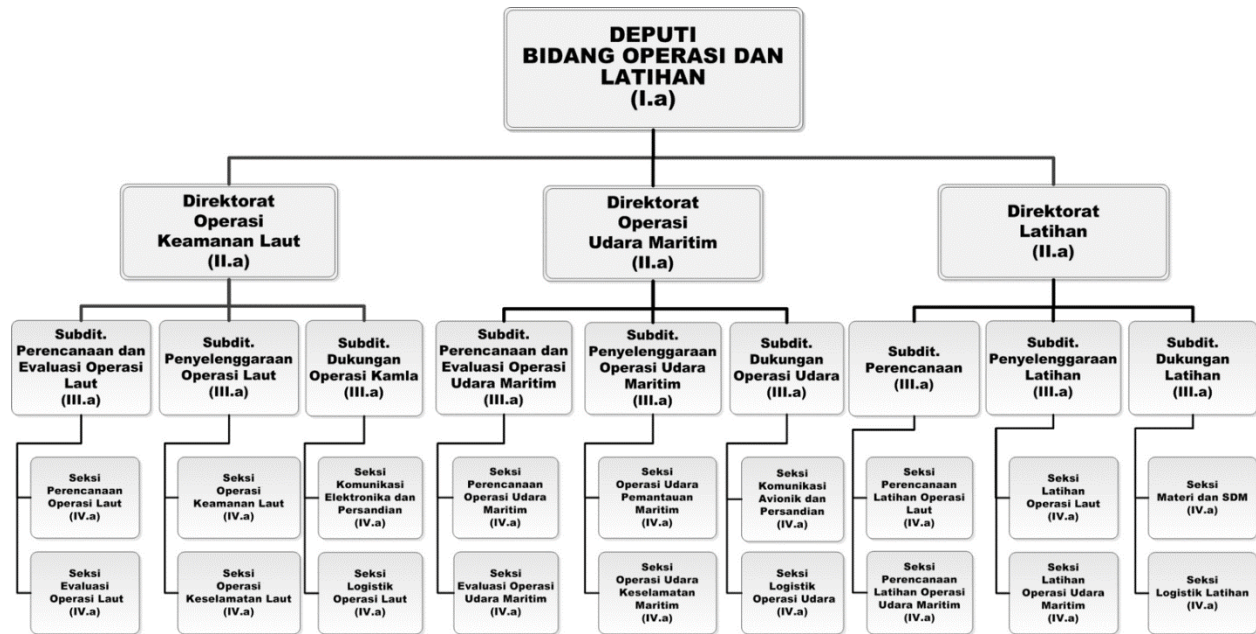 DEPUTI
BIDANG OPERASI DAN
LATIHAN
(I.a)
Direktorat
Operasi
Keamanan Laut
(II.a)
Direktorat
Operasi
Udara Maritim
(II.a)
Direktorat
Latihan
(II.a)
Subdit.
Perencanaan dan
Evaluasi Operasi
Laut
(III.a)
Subdit.
Penyelenggaraan
Operasi Laut
(III.a)
Subdit.
Dukungan
Operasi Kamla
(III.a)
Subdit.
Perencanaan dan
Evaluasi Operasi
Udara Maritim
(III.a)
Subdit.
Penyelenggaraan
Operasi Udara
Maritim
(III.a)
Subdit.
Dukungan
Operasi Udara
(III.a)
Subdit.
Perencanaan
(III.a)
Subdit.
Penyelenggaraan
Latihan
(III.a)
Subdit.
Dukungan
Latihan
(III.a)
Seksi
Perencanaan
Operasi Laut
(IV.a)
Seksi
Operasi
Keamanan Laut
(IV.a)
Seksi
Komunikasi
Elektronika dan
Persandian
(IV.a)
Seksi
Perencanaan
Operasi Udara
Maritim
(IV.a)
Seksi
Operasi Udara
Pemantauan
Maritim
(IV.a)
Seksi
Komunikasi
Avionik dan
Persandian
(IV.a)
Seksi
Perencanaan
Latihan Operasi
Laut
(IV.a)
Seksi
Latihan
Operasi Laut
(IV.a)
Seksi
Materi dan SDM
(IV.a)
Seksi
Evaluasi
Operasi Laut
(IV.a)
Seksi
Operasi
Keselamatan Laut
(IV.a)
Seksi
Logistik
Operasi Laut
(IV.a)
Seksi
Evaluasi Operasi
Udara Maritim
(IV.a)
Seksi
Operasi Udara
Keselamatan
Maritim
(IV.a)
Seksi
Logistik
Operasi Udara
(IV.a)
Seksi
Perencanaan
Latihan Operasi
Udara Maritim
(IV.a)
Seksi
Latihan
Operasi Udara
Maritim
(IV.a)
Seksi
Logistik Latihan
(IV.a)